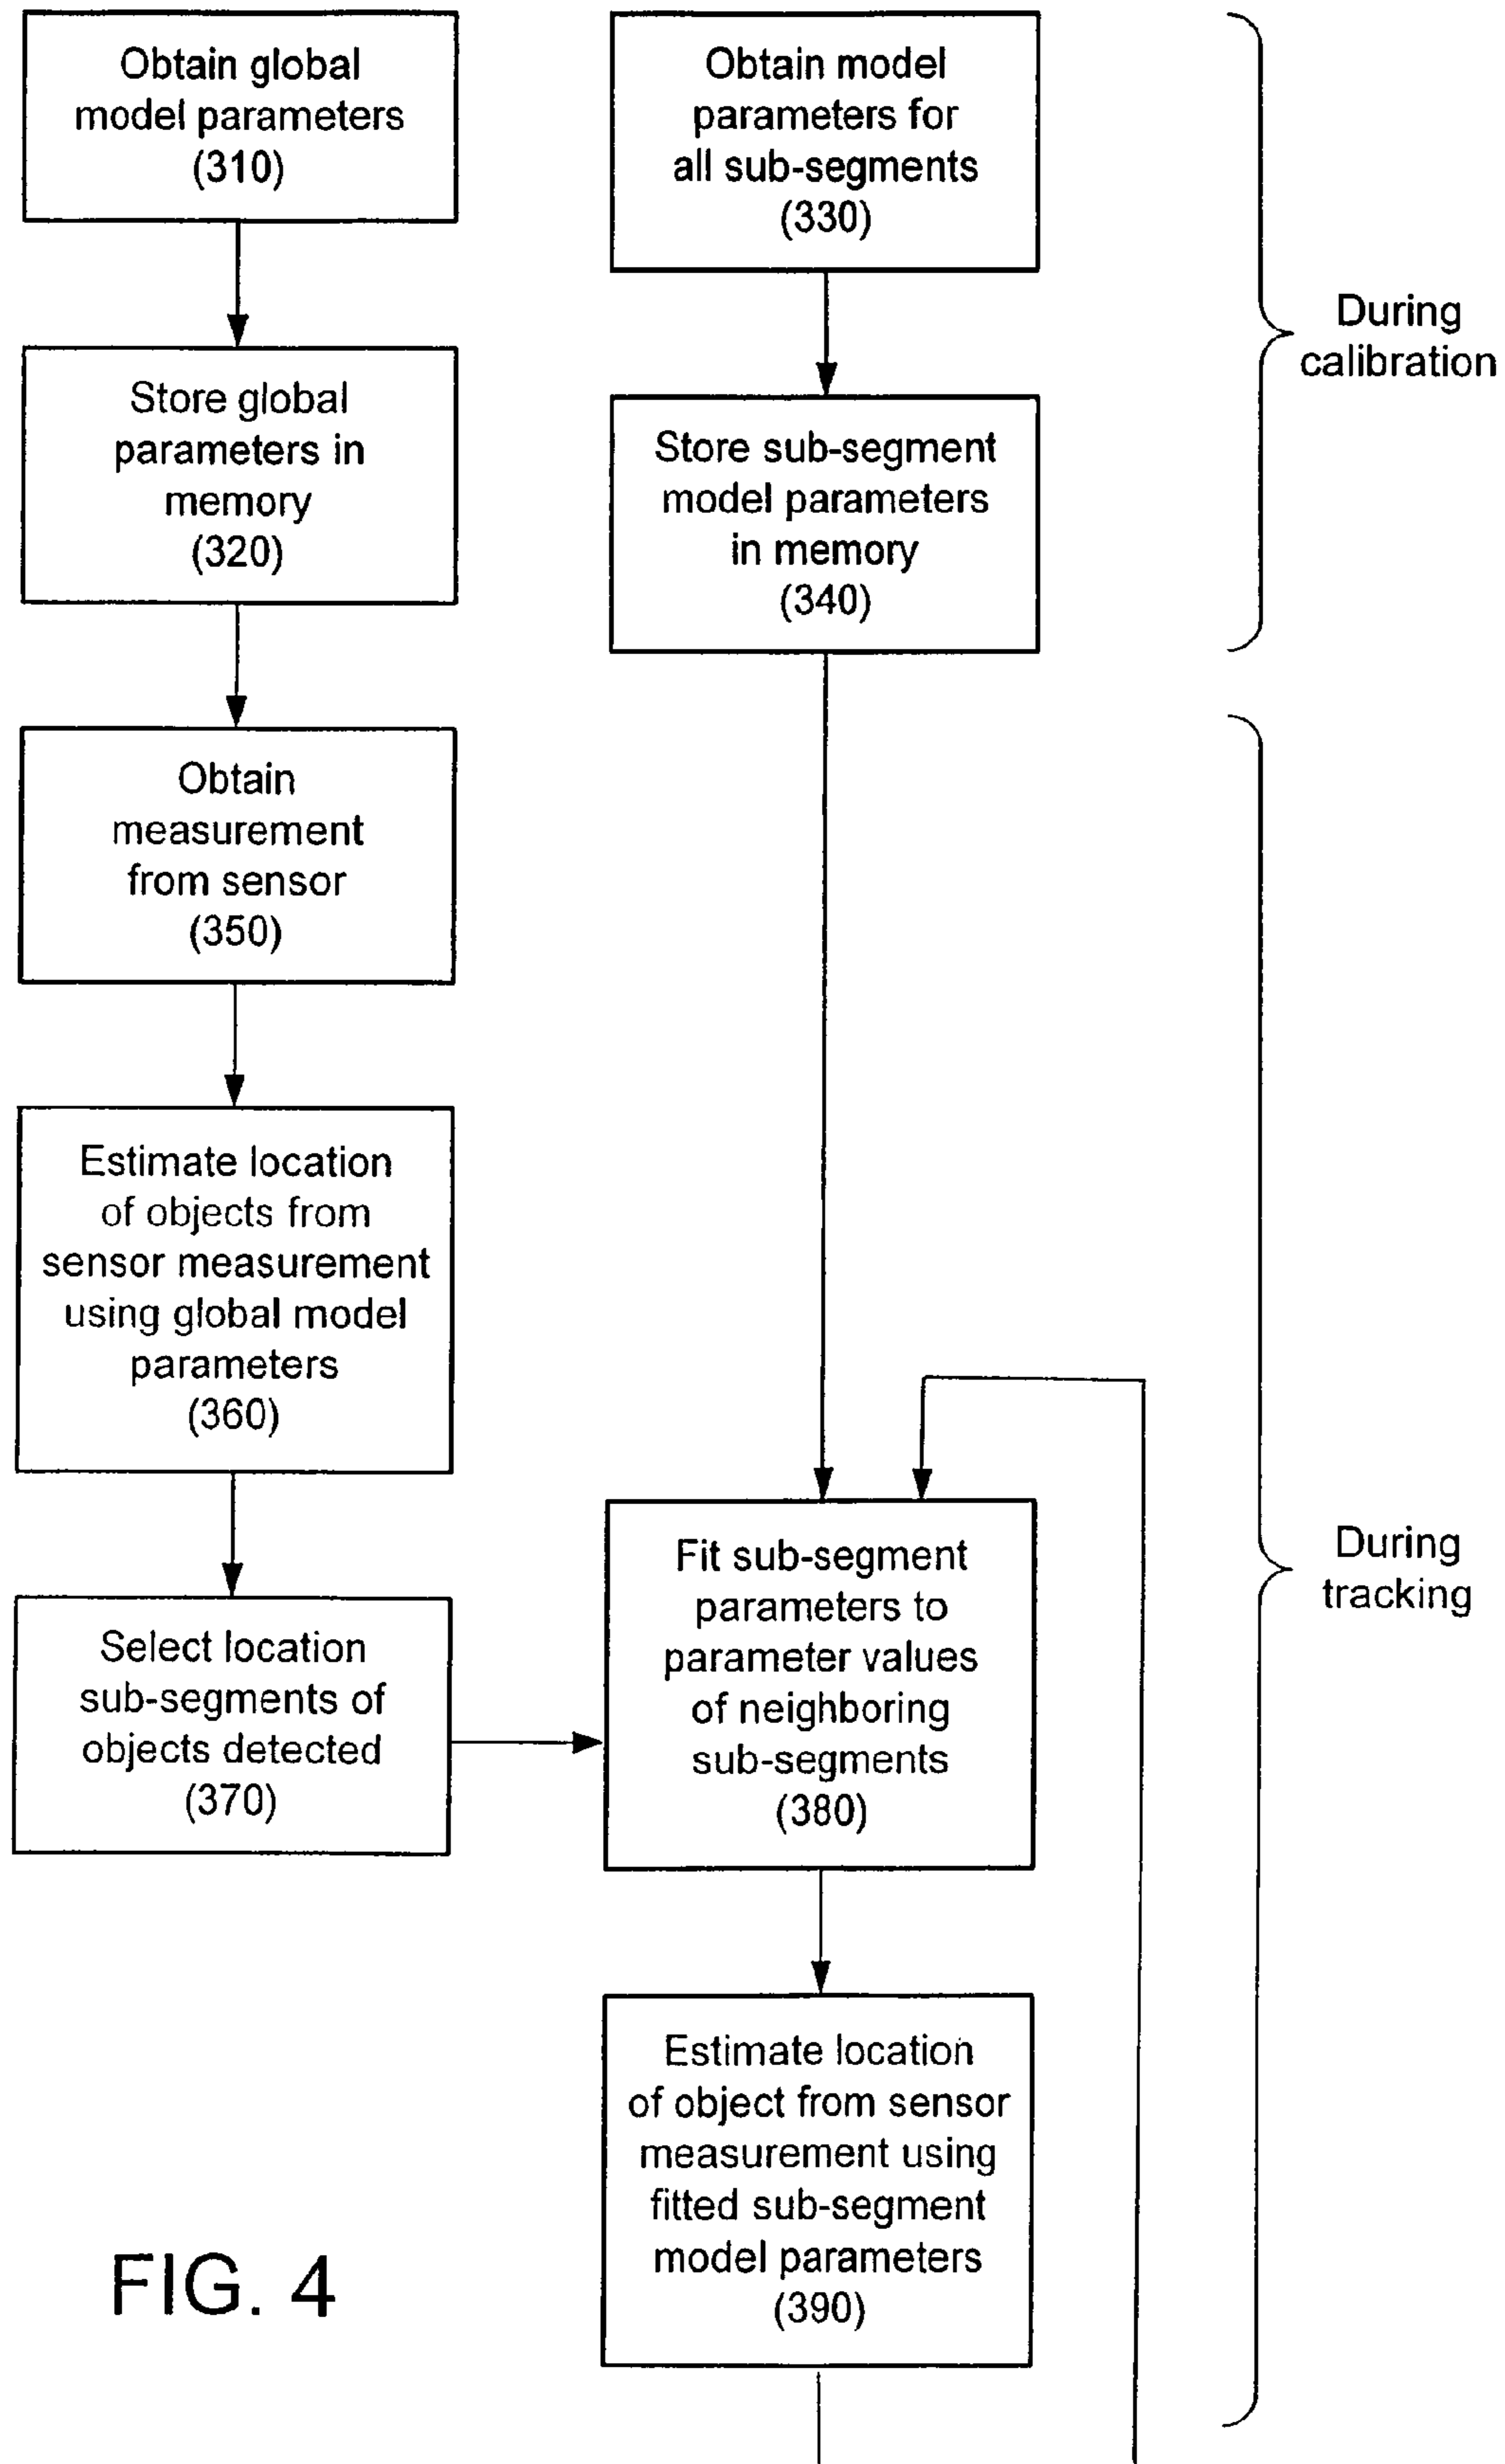 Obtain global
model parameters
(310)
Obtain model
parameters for
all sub-segments
(330)
During
calibration
Store global
parameters in
memory
(320)
Store sub-segment
model parameters
in memory
(340)
Obtain
measurement
from sensor
(350)
Estimate location
of objects from
sensor measurement
using global model
parameters
(360)
Select location
sub-segments of
objects detected
(370)
Fit sub-segment
parameters to
parameter values
of neighboring
sub-segments
(380)
During
tracking
Estimate location
of object from sensor
measurement using
fitted sub-segment
model parameters
(390)
FIG. 4